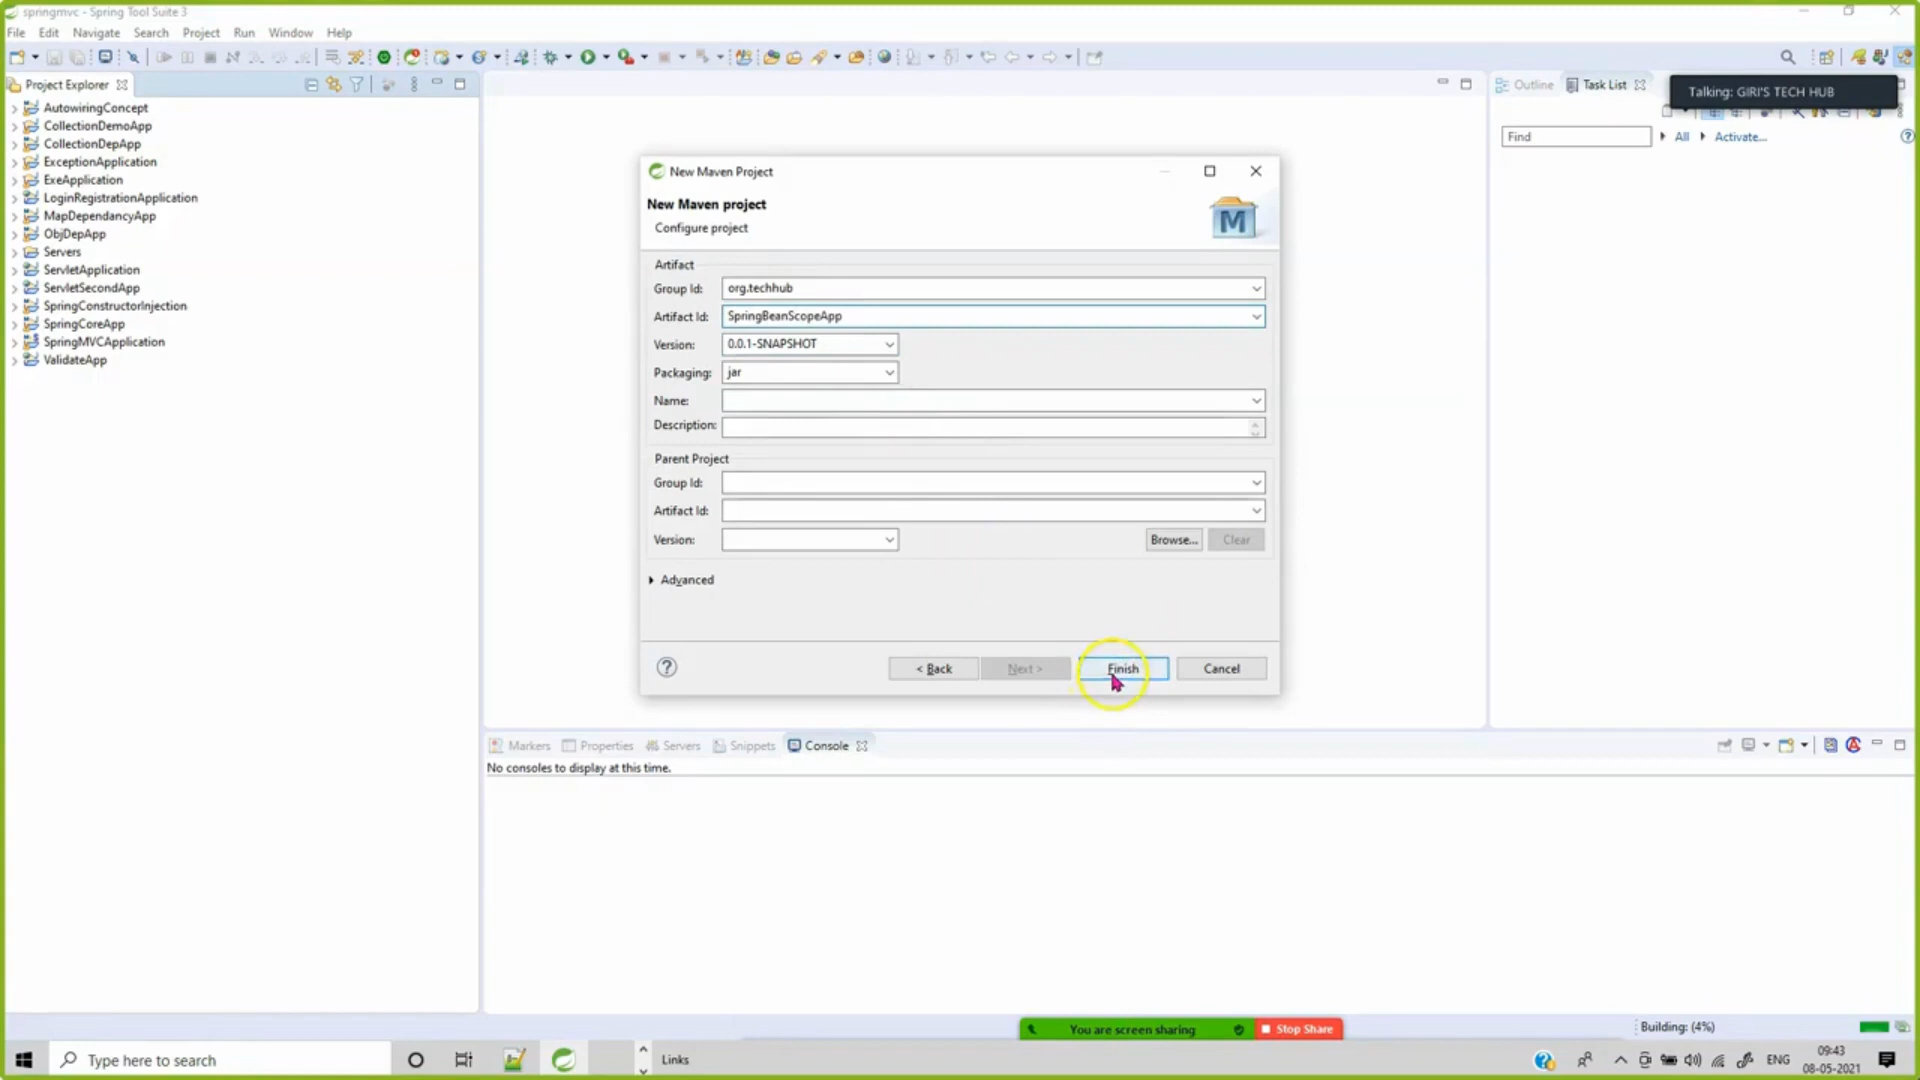 springmvc - Spring Tool Suite 3
File Edit Navigate Search Project Run Window Help
Project Explorer
Outline
Task List
Talking: GIRI'S TECH HUB
AutowiringConcept
CollectionDemoApp
CollectionDepApp
ExceptionApplication
ExeApplication
LoginRegistrationApplication
MapDependancyApp
ObjDepApp
Servers
ServletApplication
ServletSecondApp
SpringConstructorInjection
SpringCoreApp
SpringMVCApplication
ValidateApp
Find
All
Activate...
New Maven Project
New Maven project
Configure project
M
Artifact
Group Id: org.techhub
Artifact Id: SpringBeanScopeApp
Version: 0.0.1-SNAPSHOT
Packaging: jar
Name:
Description:
Parent Project
Group Id:
Artifact Id:
Version:
Browse... Clear
Advanced
< Back Next > Finish Cancel
Markers Properties Servers Snippets Console
No consoles to display at this time.
You are screen sharing Stop Share
Building: (4%)
Type here to search
Links
ENG
09:43
08-05-2021